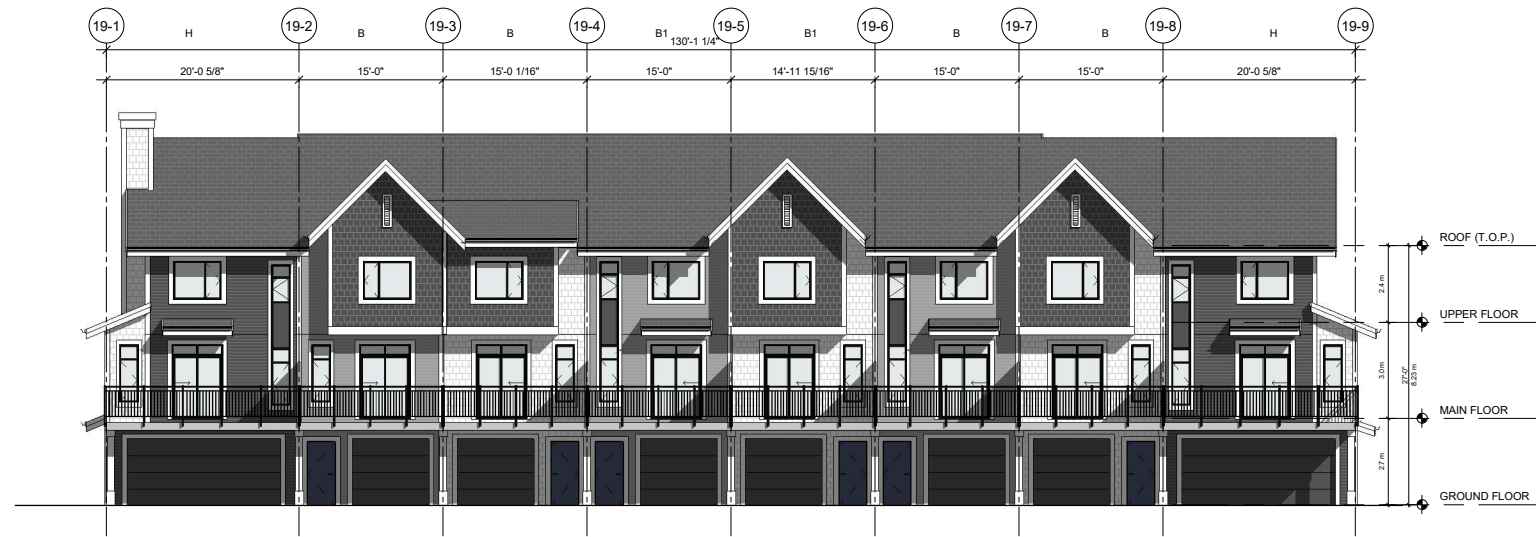 19-1 19-2 19-3 19-4 19-5 19-6 19-7 19-8 19-9
H B B B1 B1 B B H
130'-1 1/4"
20'-0 5/8" 15'-0" 15'-0 1/16" 15'-0" 14'-11 15/16" 15'-0" 15'-0" 20'-0 5/8"
ROOF (T.O.P.)
2.4 m
UPPER FLOOR
3.0 m
27'-0"
8.23 m
MAIN FLOOR
2.7 m
GROUND FLOOR